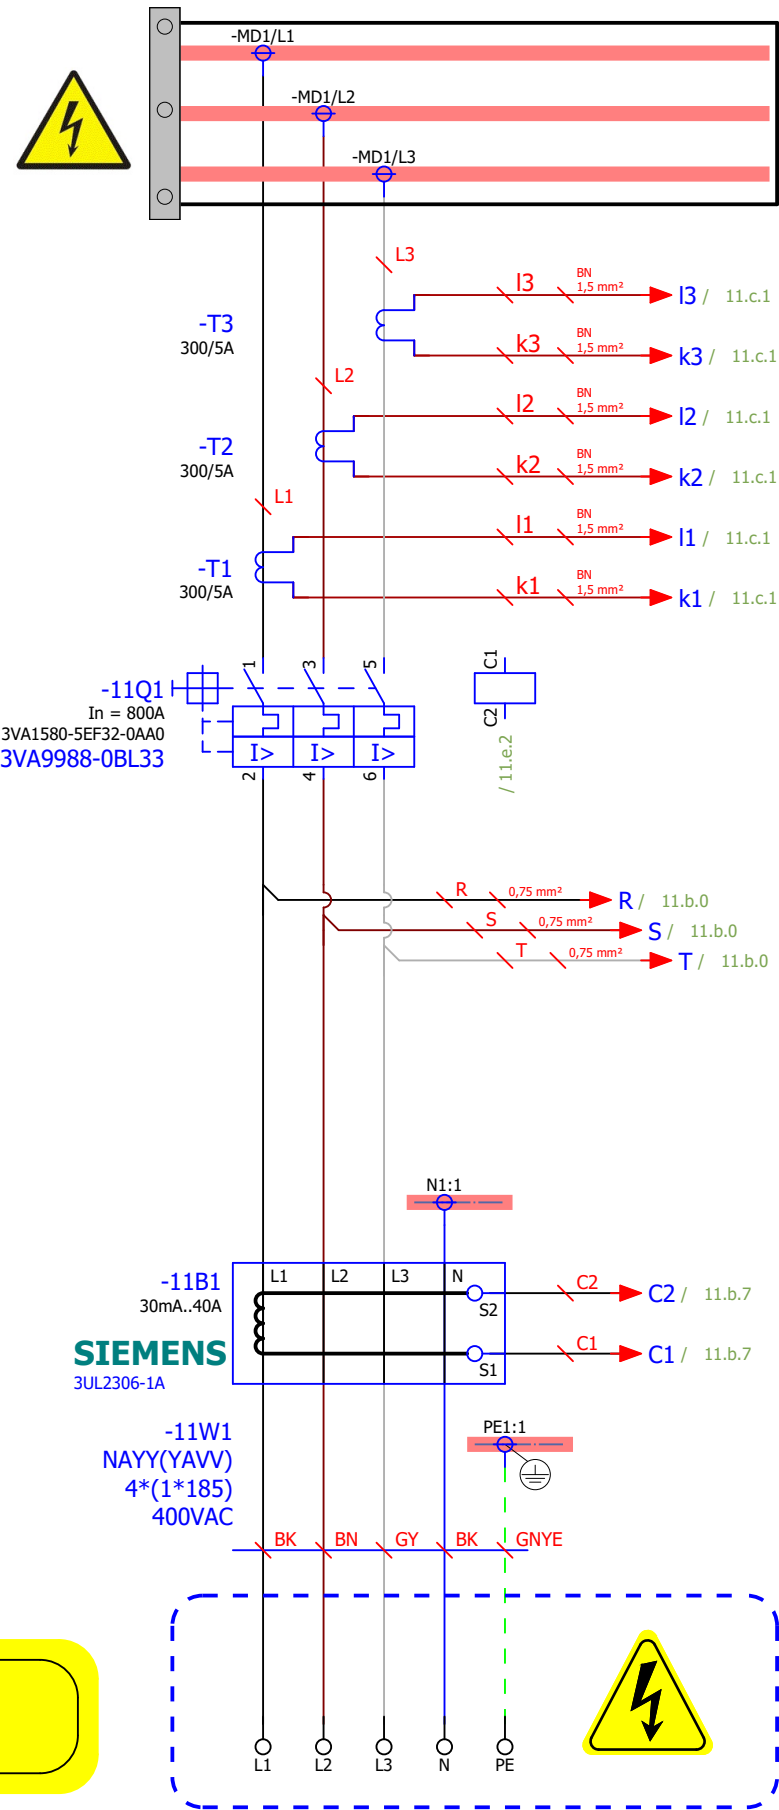 -MD1/L1
-MD1/L2
-MD1/L3
L3
-T3
300/5A
l3 BN 1,5 mm² l3 / 11.c.1
k3 BN 1,5 mm² k3 / 11.c.1
L2
-T2
300/5A
l2 BN 1,5 mm² l2 / 11.c.1
k2 BN 1,5 mm² k2 / 11.c.1
L1
-T1
300/5A
l1 BN 1,5 mm² l1 / 11.c.1
k1 BN 1,5 mm² k1 / 11.c.1
1 3 5
-11Q1
In = 800A
3VA1580-5EF32-0AA0
3VA9988-0BL33
I> I> I>
2 4 6
C1
C2
/ 11.e.2
R 0,75 mm² R / 11.b.0
S 0,75 mm² S / 11.b.0
T 0,75 mm² T / 11.b.0
N1:1
-11B1
30mA..40A
SIEMENS
3UL2306-1A
L1 L2 L3 N
S2 C2 C2 / 11.b.7
S1 C1 C1 / 11.b.7
PE1:1
-11W1
NAYY(YAVV)
4*(1*185)
400VAC
BK BN GY BK GNYE
L1 L2 L3 N PE